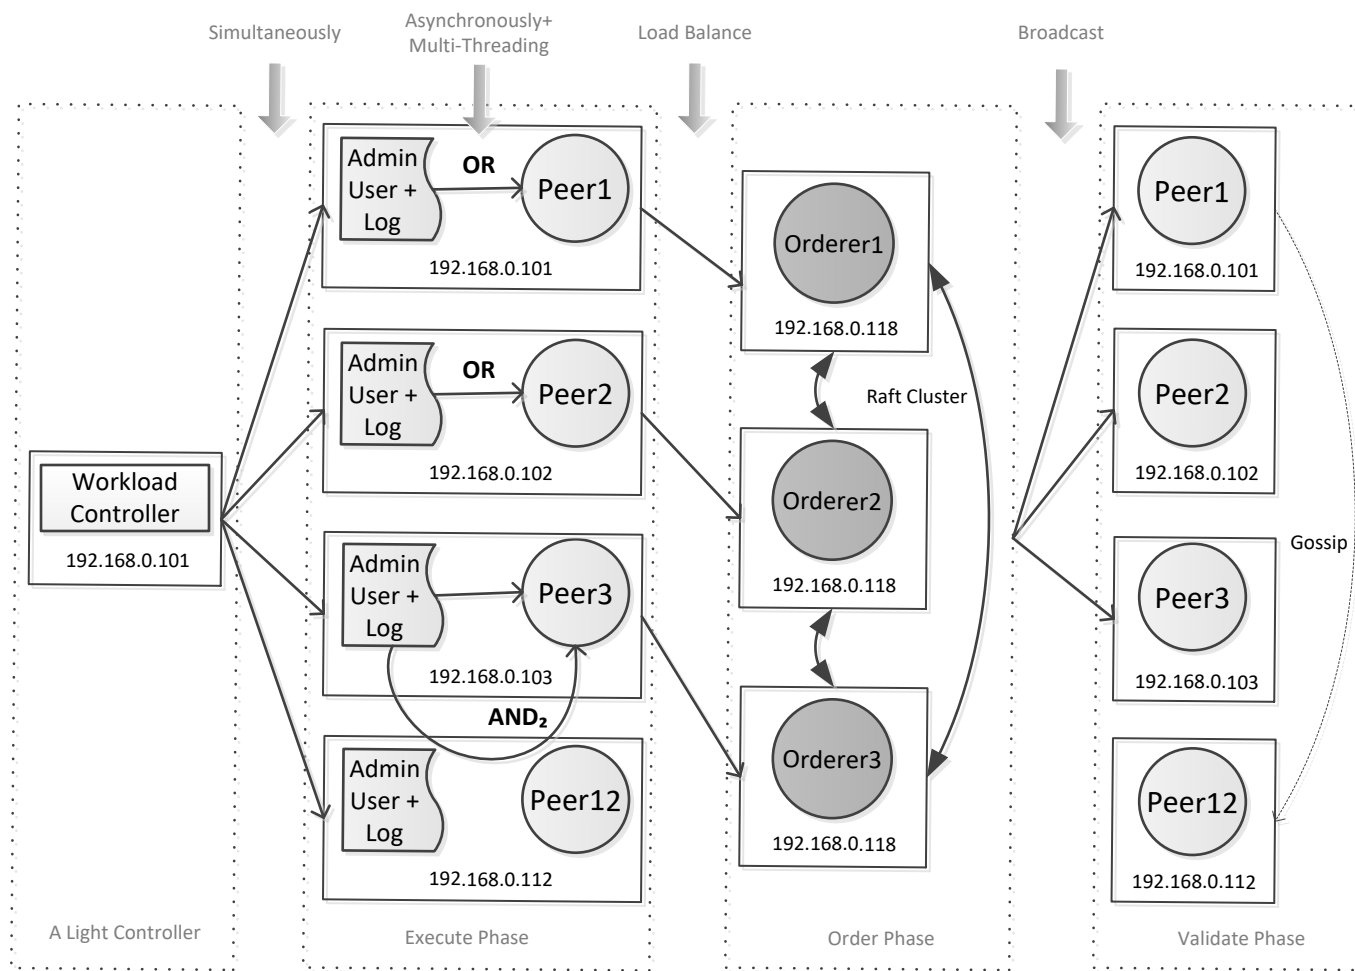 Simultaneously
Asynchronously+
Multi-Threading
Load Balance
Broadcast
Workload
Controller
192.168.0.101
A Light Controller
Admin
User +
Log
OR
Peer1
192.168.0.101
Admin
User +
Log
OR
Peer2
192.168.0.102
Admin
User +
Log
Peer3
192.168.0.103
AND₂
Admin
User +
Log
Peer12
192.168.0.112
Execute Phase
Orderer1
192.168.0.118
Raft Cluster
Orderer2
192.168.0.118
Orderer3
192.168.0.118
Order Phase
Peer1
192.168.0.101
Peer2
192.168.0.102
Gossip
Peer3
192.168.0.103
Peer12
192.168.0.112
Validate Phase